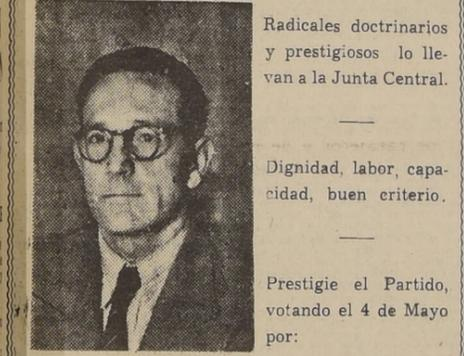 Radicales doctrinarios
y prestigiosos lo lle-
van a la Junta Central.
Dignidad, labor, capa-
cidad, buen criterio.
Prestigie el Partido,
votando el 4 de Mayo
por: